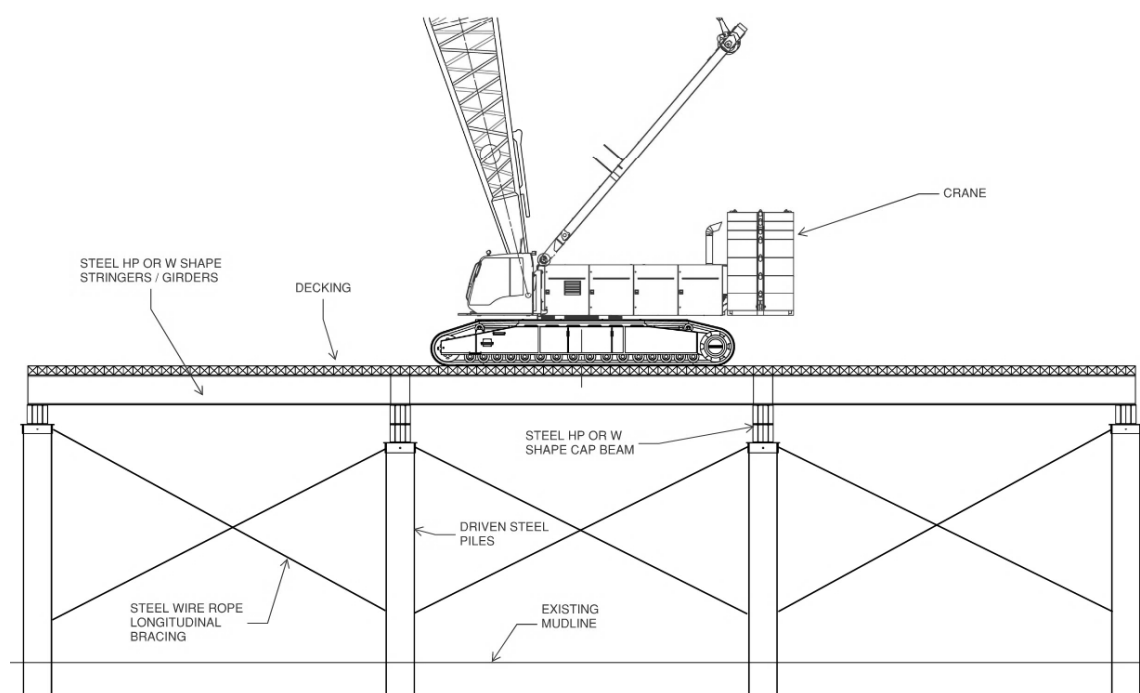 CRANE
STEEL HP OR W SHAPE
STRINGERS / GIRDERS
DECKING
STEEL HP OR W
SHAPE CAP BEAM
DRIVEN STEEL
PILES
STEEL WIRE ROPE
LONGITUDINAL
BRACING
EXISTING
MUDLINE